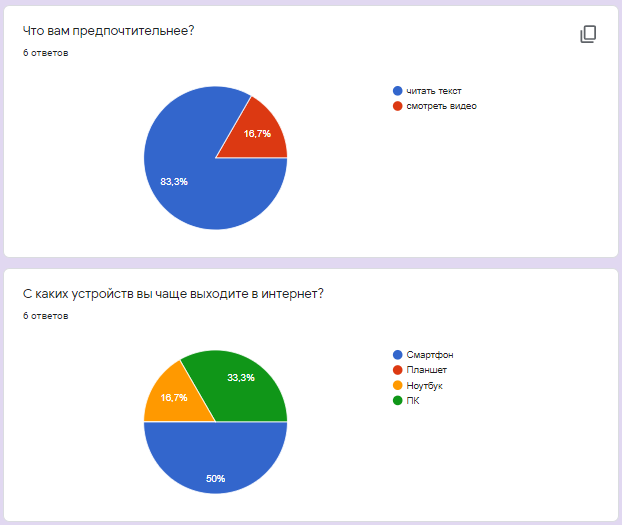 Что вам предпочтительнее?
6 ответов
читать текст
смотреть видео
16,7%
83,3%
С каких устройств вы чаще выходите в интернет?
6 ответов
Смартфон
Планшет
Ноутбук
ПК
33,3%
16,7%
50%